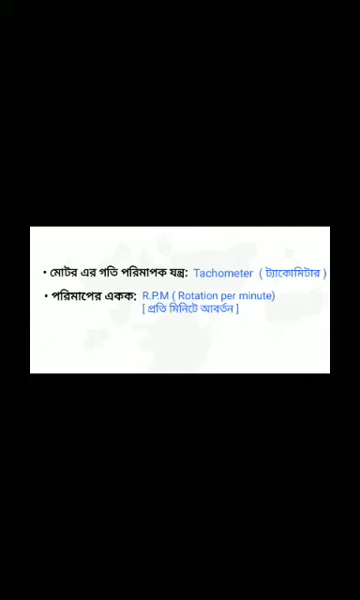 • মোটর এর গতি পরিমাপক যন্ত্র: Tachometer ( ট্যাকোমিটার )
• পরিমাপের একক: R.P.M ( Rotation per minute)
[ প্রতি মিনিটে আবর্তন ]